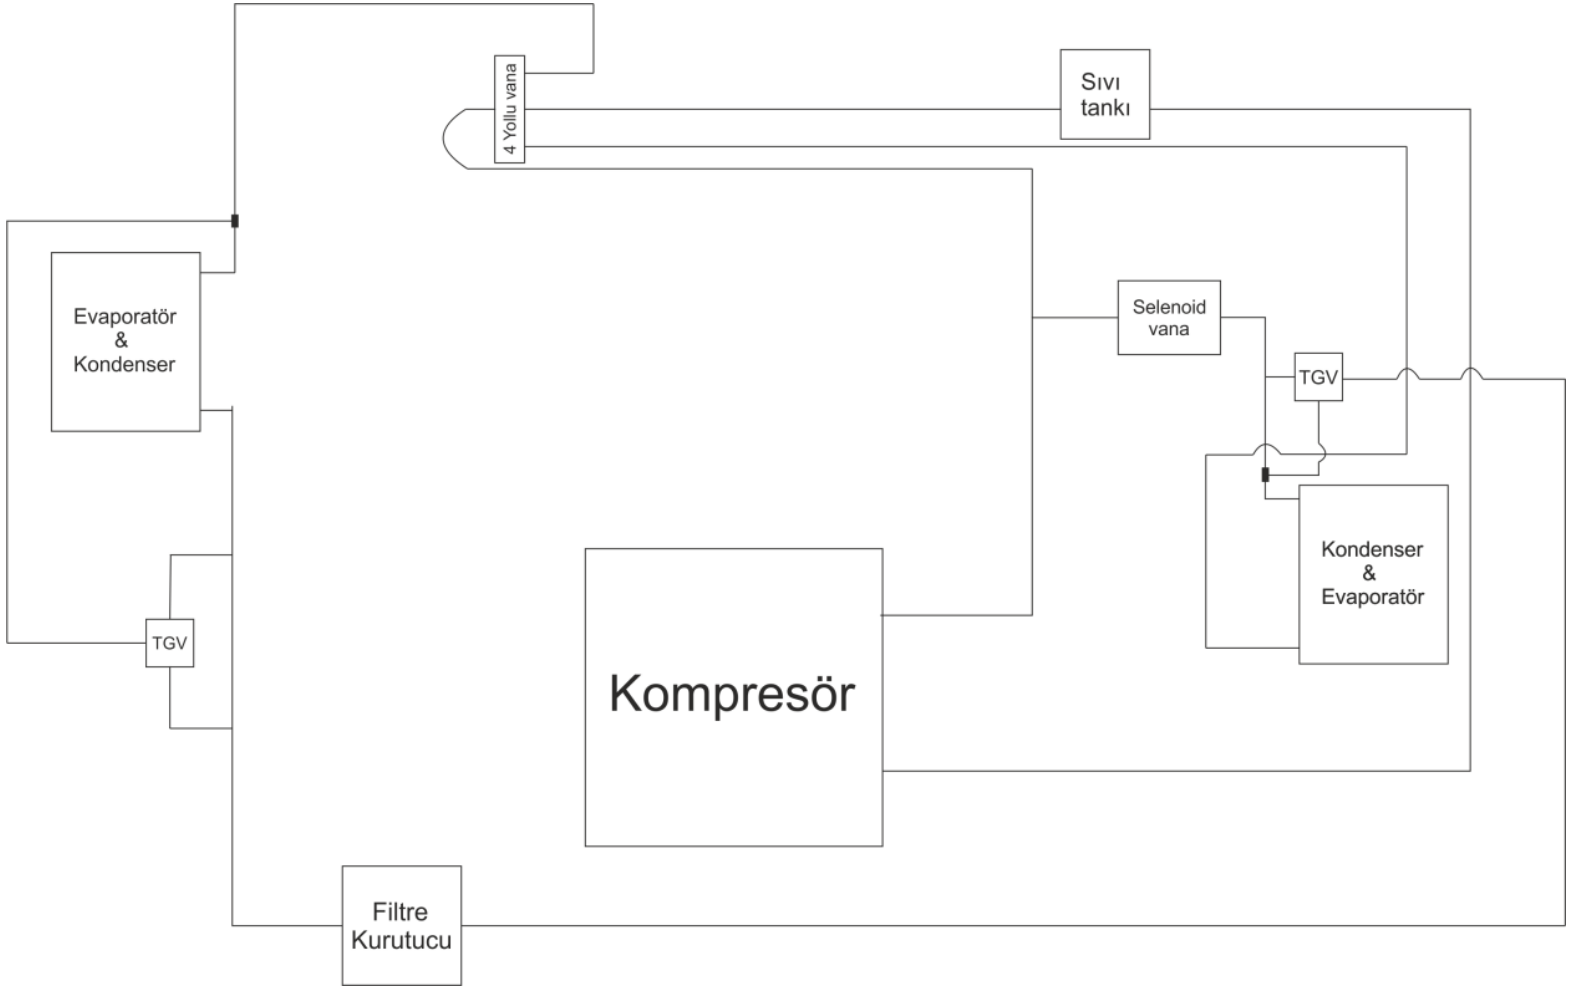 4 Yollu vana
Sıvı
tankı
Evaporatör
&
Kondenser
Selenoid
vana
TGV
Kondenser
&
Evaporatör
TGV
Kompresör
Filtre
Kurutucu